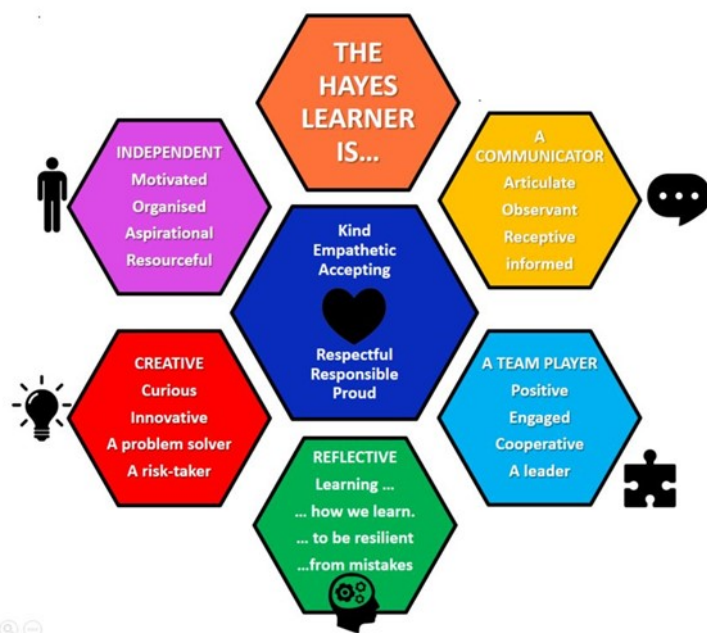 THE
HAYES
LEARNER
IS...
INDEPENDENT
Motivated
Organised
Aspirational
Resourceful
A
COMMUNICATOR
Articulate
Observant
Receptive
informed
Kind
Empathetic
Accepting
Respectful
Responsible
Proud
CREATIVE
Curious
Innovative
A problem solver
A risk-taker
A TEAM PLAYER
Positive
Engaged
Cooperative
A leader
REFLECTIVE
Learning ...
... how we learn.
... to be resilient
...from mistakes